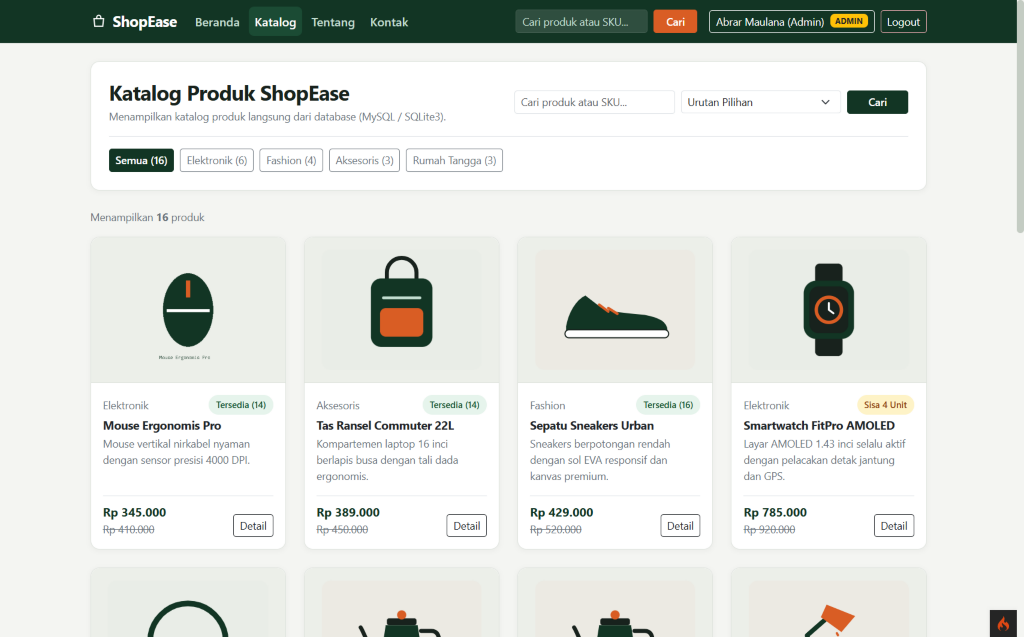 ShopEase Beranda Katalog Tentang Kontak Cari produk atau SKU... Cari Abrar Maulana (Admin) ADMIN Logout
Katalog Produk ShopEase
Menampilkan katalog produk langsung dari database (MySQL / SQLite3).
Cari produk atau SKU... Urutan Pilihan Cari
Semua (16) Elektronik (6) Fashion (4) Aksesoris (3) Rumah Tangga (3)
Menampilkan 16 produk
Mouse Ergonomis Pro
Elektronik Tersedia (14)
Mouse Ergonomis Pro
Mouse vertikal nirkabel nyaman
dengan sensor presisi 4000 DPI.
Rp 345.000
Rp 410.000
Detail
Aksesoris Tersedia (14)
Tas Ransel Commuter 22L
Kompartemen laptop 16 inci
berlapis busa dengan tali dada
ergonomis.
Rp 389.000
Rp 450.000
Detail
Fashion Tersedia (16)
Sepatu Sneakers Urban
Sneakers berpotongan rendah
dengan sol EVA responsif dan
kanvas premium.
Rp 429.000
Rp 520.000
Detail
Elektronik Sisa 4 Unit
Smartwatch FitPro AMOLED
Layar AMOLED 1.43 inci selalu aktif
dengan pelacakan detak jantung
dan GPS.
Rp 785.000
Rp 920.000
Detail